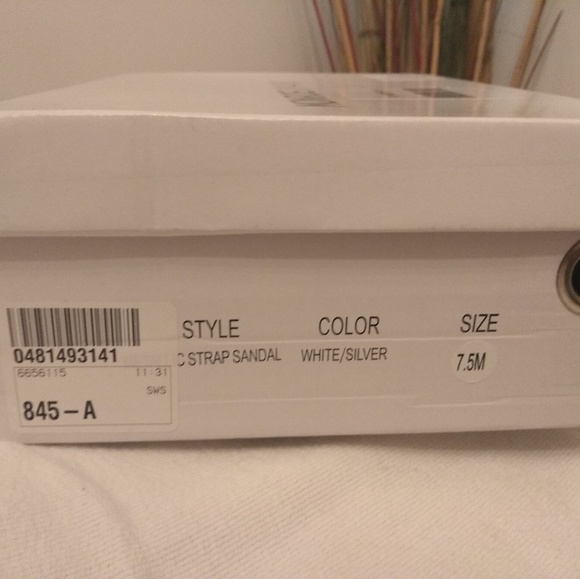 STYLE COLOR SIZE
C STRAP SANDAL WHITE/SILVER 7.5M
0481493141
6656115 11:31
SWS
845-A